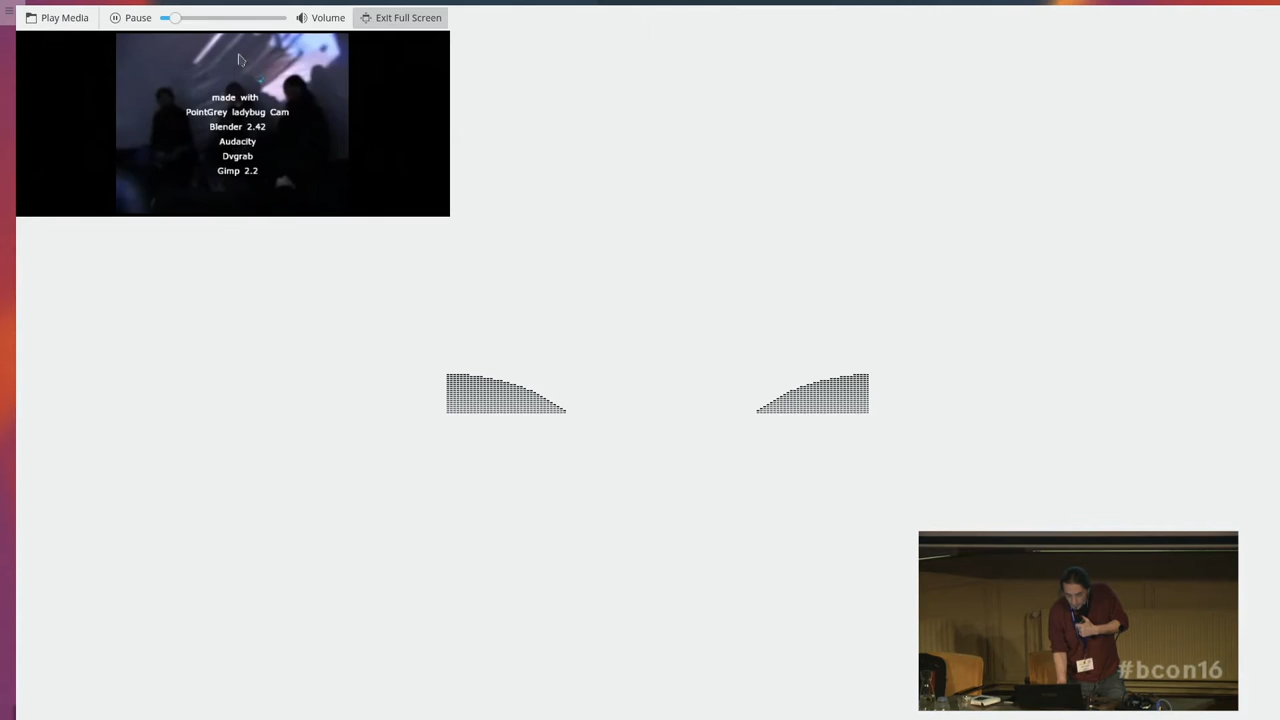 Play Media
Pause
Volume
Exit Full Screen
made with
PointGrey ladybug Cam
Blender 2.42
Audacity
Dvgrab
Gimp 2.2
#bcon16